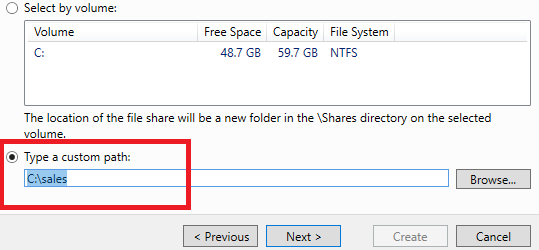 Select by volume:
Volume Free Space Capacity File System
C: 48.7 GB 59.7 GB NTFS
The location of the file share will be a new folder in the \Shares directory on the selected
volume.
Type a custom path:
C:\sales Browse...
< Previous Next > Create Cancel